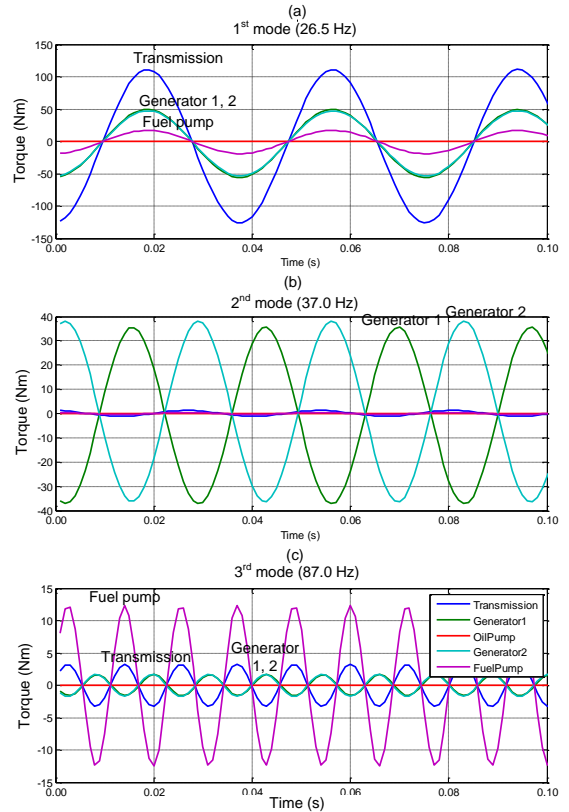 (a)
1st mode (26.5 Hz)
150
100
50
0
-50
-100
-150
Torque (Nm)
Transmission
Generator 1, 2
Fuel pump
0.00 0.02 0.04 0.06 0.08 0.10
Time (s)
(b)
2nd mode (37.0 Hz)
40
30
20
10
0
-10
-20
-30
-40
Torque (Nm)
Generator 1
Generator 2
0.00 0.02 0.04 0.06 0.08 0.10
Time (s)
(c)
3rd mode (87.0 Hz)
15
10
5
0
-5
-10
15
Torque (Nm)
Fuel pump
Transmission
Generator
1, 2
Transmission
Generator1
OilPump
Generator2
FuelPump
0.00 0.02 0.04 0.06 0.08 0.10
Time (s)